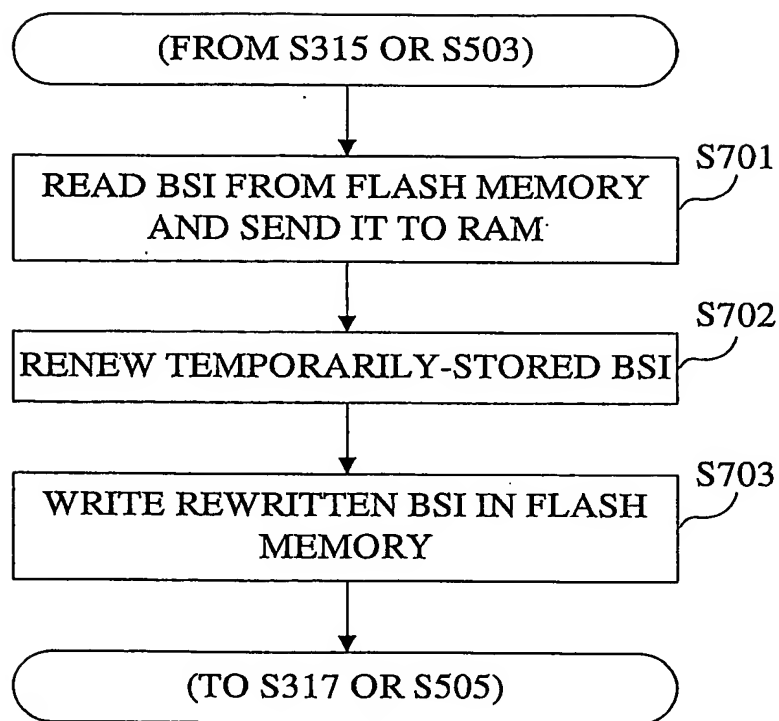 (FROM S315 OR S503)
S701
READ BSI FROM FLASH MEMORY
AND SEND IT TO RAM
S702
RENEW TEMPORARILY-STORED BSI
S703
WRITE REWRITTEN BSI IN FLASH
MEMORY
(TO S317 OR S505)